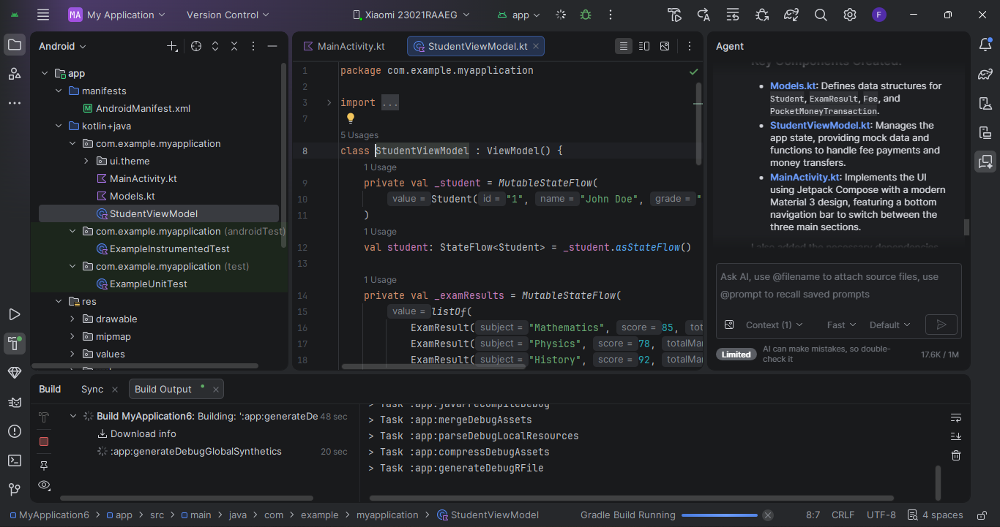 MA My Application Version Control Xiaomi 23021RAAEG app F
Android
app
manifests
AndroidManifest.xml
kotlin+java
com.example.myapplication
ui.theme
MainActivity.kt
Models.kt
StudentViewModel
com.example.myapplication (androidTest)
ExampleInstrumentedTest
com.example.myapplication (test)
ExampleUnitTest
res
drawable
mipmap
values
MainActivity.kt StudentViewModel.kt
1 package com.example.myapplication
2
3 import ...
7
5 Usages
8 class StudentViewModel : ViewModel() {
1 Usage
9 private val _student = MutableStateFlow(
10 value = Student( id = "1", name = "John Doe", grade = "
11 )
1 Usage
12 val student: StateFlow<Student> = _student.asStateFlow()
13
1 Usage
14 private val _examResults = MutableStateFlow(
15 value = listOf(
16 ExamResult( subject = "Mathematics", score = 85, tot
17 ExamResult( subject = "Physics", score = 78, totalMar
18 ExamResult( subject = "History", score = 92, totalMar
Agent
Key Components Created:
• Models.kt: Defines data structures for
Student, ExamResult, Fee, and
PocketMoneyTransaction.
• StudentViewModel.kt: Manages the
app state, providing mock data and
functions to handle fee payments and
money transfers.
• MainActivity.kt: Implements the UI
using Jetpack Compose with a modern
Material 3 design, featuring a bottom
navigation bar to switch between the
three main sections.
I also added the necessary dependencies
Ask AI, use @filename to attach source files, use
@prompt to recall saved prompts
Context (1) Fast Default
Limited
AI can make mistakes, so double-
check it
17.6K / 1M
Build Sync Build Output
Build MyApplication6: Building: ':app:generateDe 48 sec
Download info
:app:generateDebugGlobalSynthetics 20 sec
> Task :app:javaPreCompileDebug
> Task :app:mergeDebugAssets
> Task :app:parseDebugLocalResources
> Task :app:compressDebugAssets
> Task :app:generateDebugRFile
MyApplication6 > app > src > main > java > com > example > myapplication > StudentViewModel Gradle Build Running 8:7 CRLF UTF-8 4 spaces